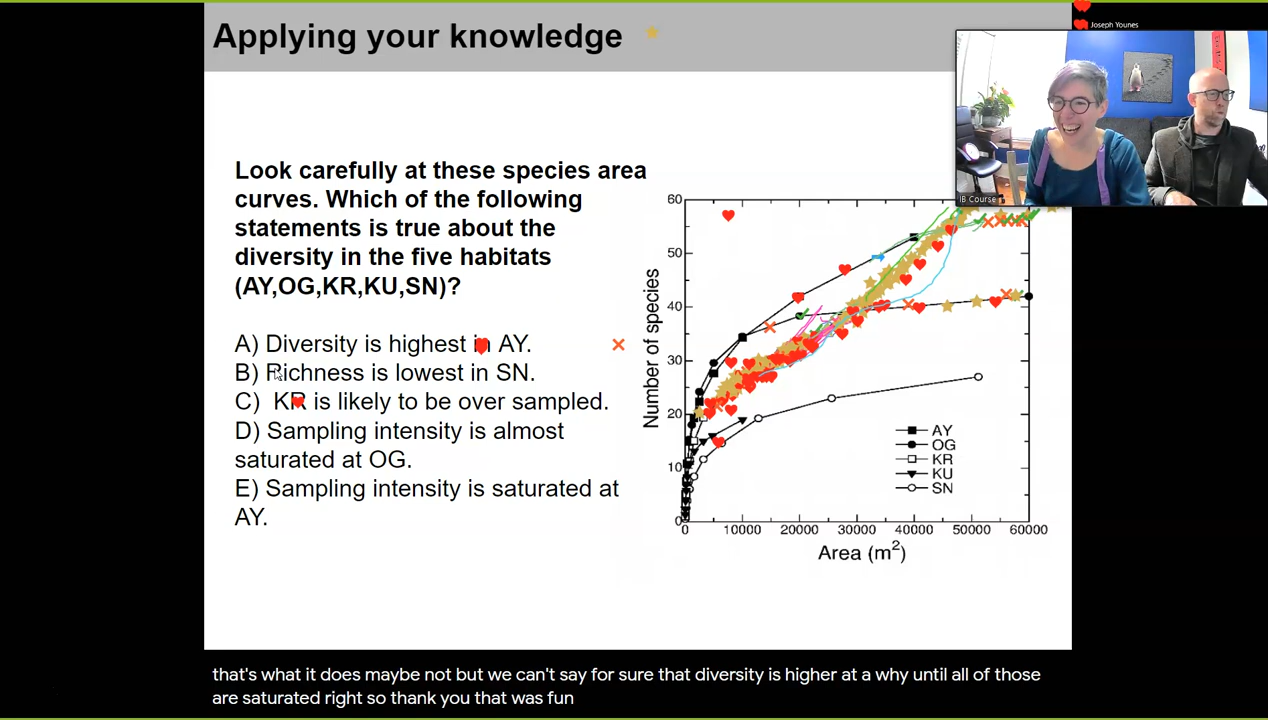 Applying your knowledge
Joseph Younes
IB Course
Look carefully at these species area
curves. Which of the following
statements is true about the
diversity in the five habitats
(AY,OG,KR,KU,SN)?
A) Diversity is highest in AY.
B) Richness is lowest in SN.
C) KR is likely to be over sampled.
D) Sampling intensity is almost
saturated at OG.
E) Sampling intensity is saturated at
AY.
Number of species
60
50
40
30
20
10
0
AY
OG
KR
KU
SN
0 10000 20000 30000 40000 50000 60000
Area (m²)
that's what it does maybe not but we can't say for sure that diversity is higher at a why until all of those
are saturated right so thank you that was fun